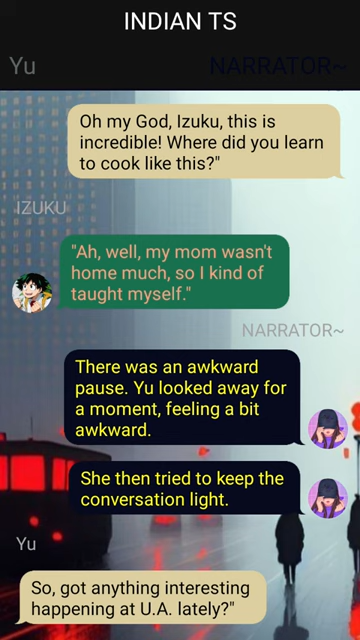 INDIAN TS
Yu
NARRATOR~
Oh my God, Izuku, this is
incredible! Where did you learn
to cook like this?"
IZUKU
"Ah, well, my mom wasn't
home much, so I kind of
taught myself."
NARRATOR~
There was an awkward
pause. Yu looked away for
a moment, feeling a bit
awkward.
She then tried to keep the
conversation light.
Yu
So, got anything interesting
happening at U.A. lately?"